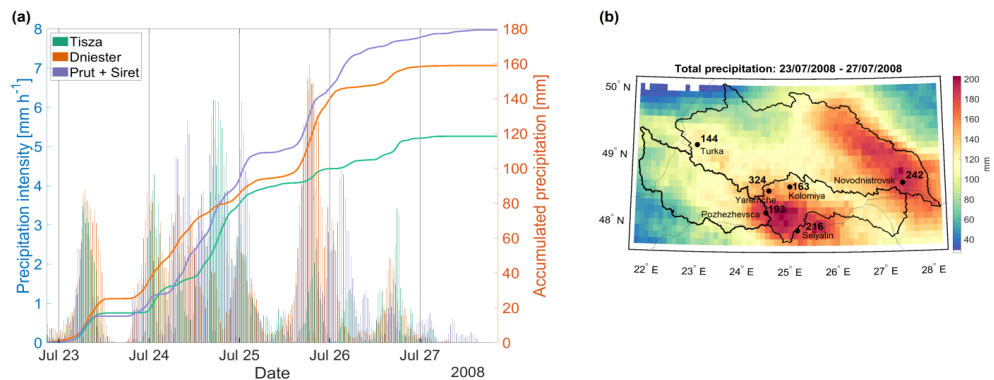 (a)
Precipitation intensity [mm h⁻¹]
8
7
6
5
4
3
2
1
0
Tisza
Dniester
Prut + Siret
180
160
140
120
100
80
60
40
20
0
Accumulated precipitation [mm]
Jul 23 Jul 24 Jul 25 Jul 26 Jul 27
Date 2008
(b)
Total precipitation: 23/07/2008 - 27/07/2008
50° N
49° N
48° N
144
Turka
Novodnistrovsk 242
324 163
Yaremche Kolomiya
Pozhezhevsca 193
216
Selyatin
22° E 23° E 24° E 25° E 26° E 27° E 28° E
200
180
160
140
120
100
80
60
40
mm